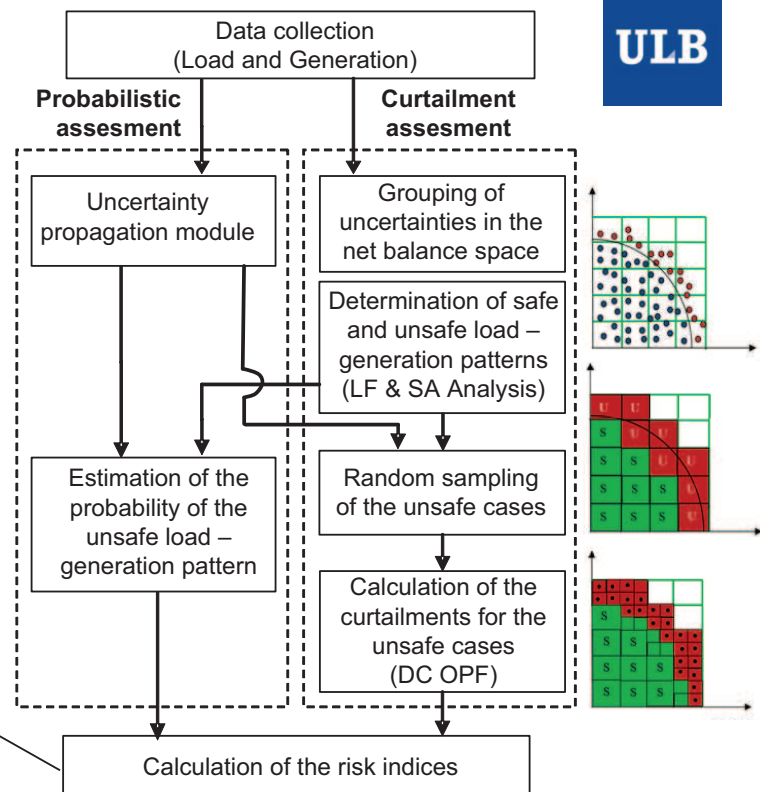 Data collection
(Load and Generation)
ULB
Probabilistic
assesment
Curtailment
assesment
Uncertainty
propagation module
Grouping of
uncertainties in the
net balance space
Determination of safe
and unsafe load –
generation patterns
(LF & SA Analysis)
Estimation of the
probability of the
unsafe load –
generation pattern
Random sampling
of the unsafe cases
Calculation of the
curtailments for the
unsafe cases
(DC OPF)
Calculation of the risk indices
U U
S U U
S S U U
S S S U
S S S U
S
S S
S S S
S S S